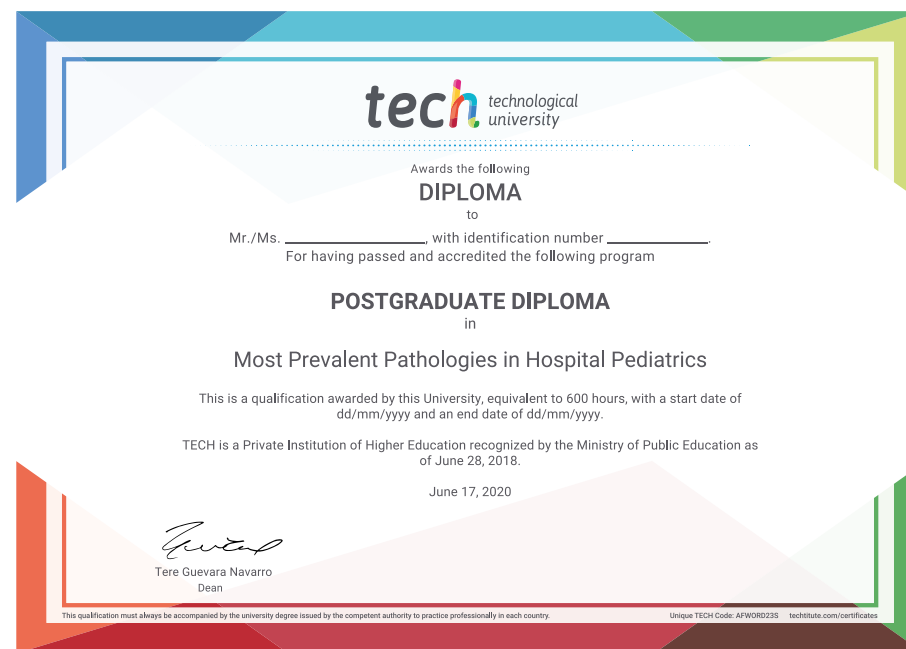 tech technological
university
Awards the following
DIPLOMA
to
Mr./Ms. ____________________, with identification number ______________.
For having passed and accredited the following program
POSTGRADUATE DIPLOMA
in
Most Prevalent Pathologies in Hospital Pediatrics
This is a qualification awarded by this University, equivalent to 600 hours, with a start date of
dd/mm/yyyy and an end date of dd/mm/yyyy.
TECH is a Private Institution of Higher Education recognized by the Ministry of Public Education as
of June 28, 2018.
June 17, 2020
Tere Guevara Navarro
Dean
This qualification must always be accompanied by the university degree issued by the competent authority to practice professionally in each country.
Unique TECH Code: AFWORD23S techtitute.com/certificates